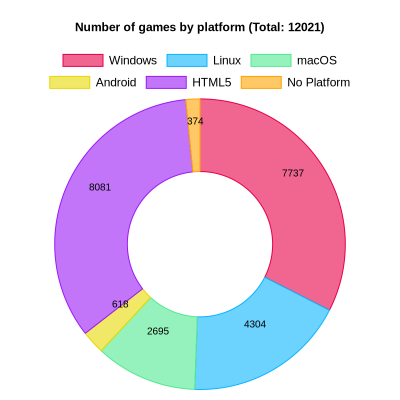 Number of games by platform (Total: 12021)
Windows Linux macOS
Android HTML5 No Platform
374
7737
8081
618
4304
2695